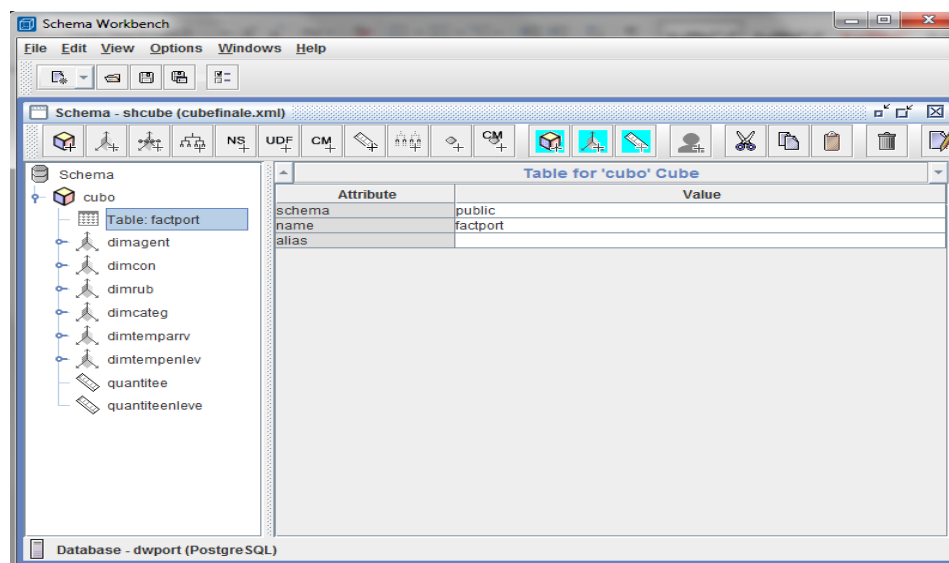 Schema Workbench
File Edit View Options Windows Help
Schema - shcube (cubefinale.xml)
NS UDF CM CM
Schema
cubo
Table: factport
dimagent
dimcon
dimrub
dimcateg
dimtemparrv
dimtempenlev
quantitee
quantiteenleve
Table for 'cubo' Cube
Attribute Value
schema public
name factport
alias
Database - dwport (PostgreSQL)